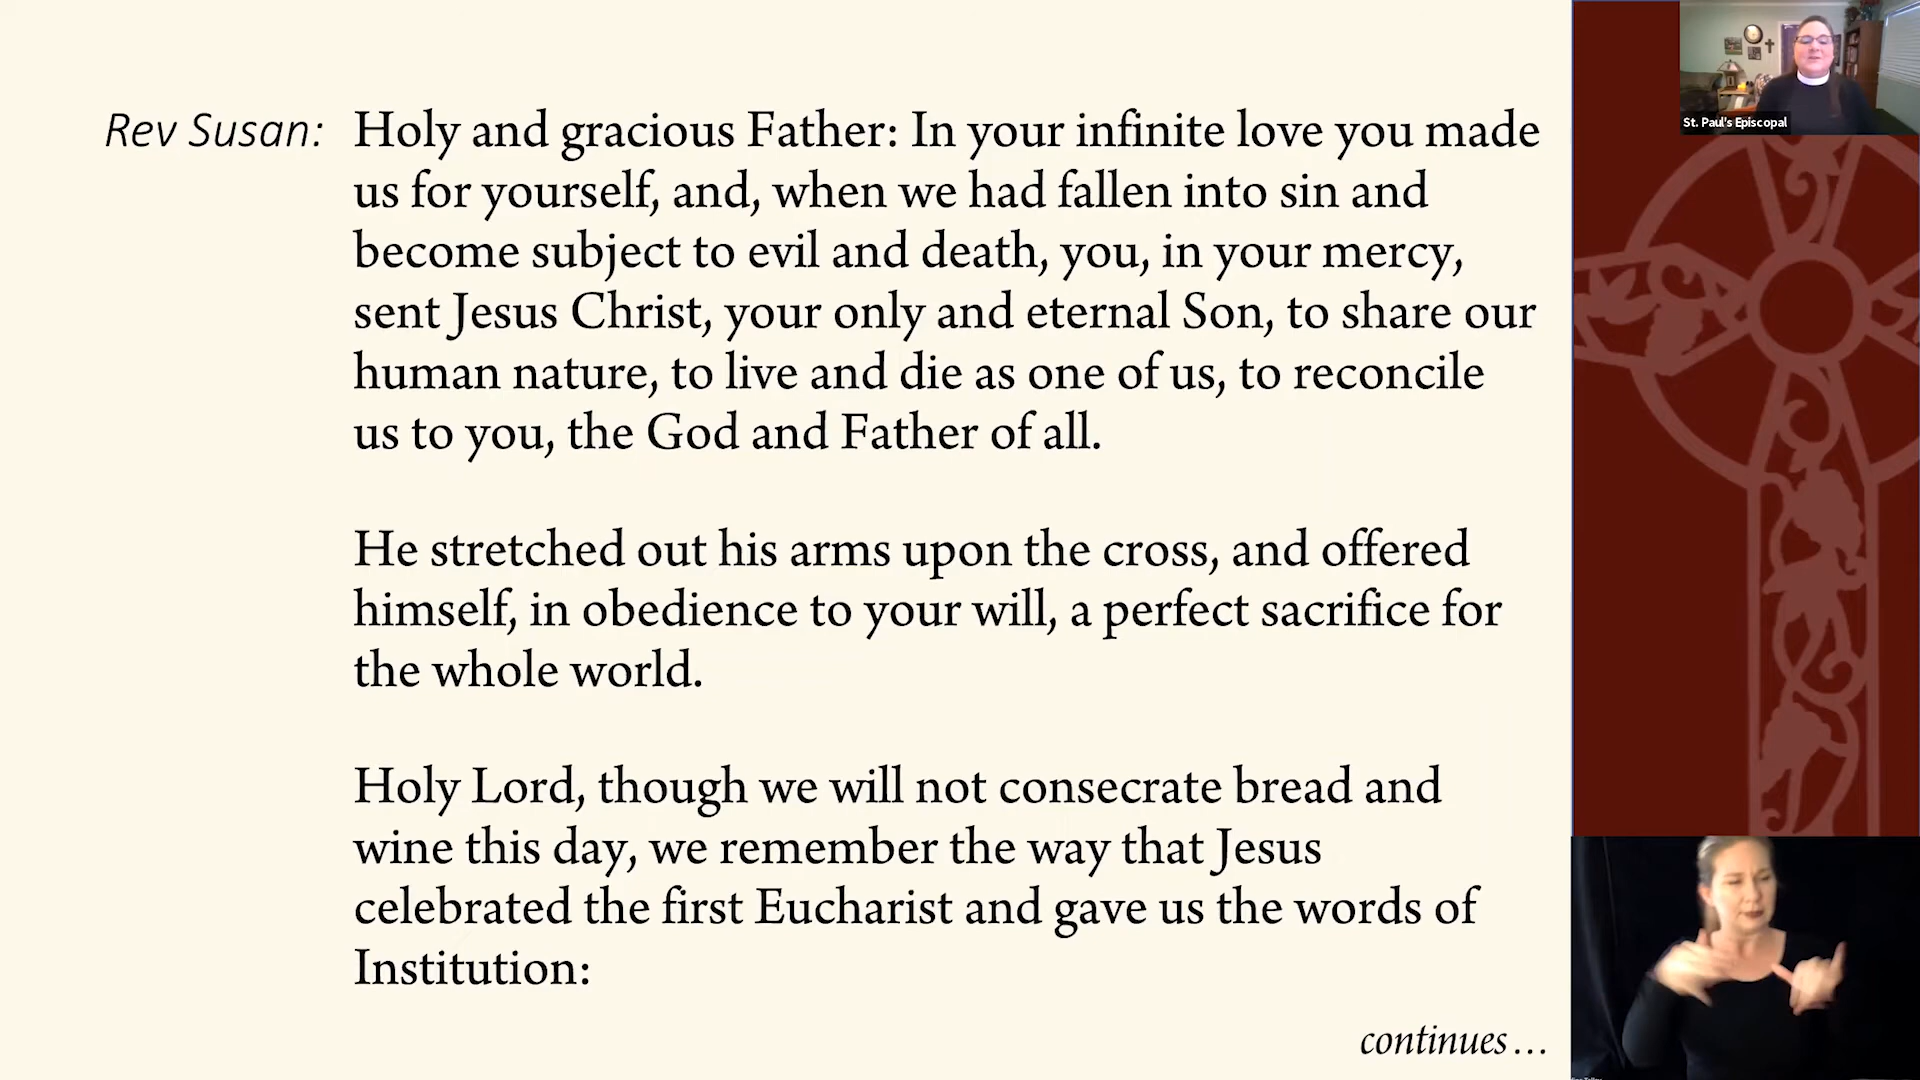 Rev Susan: Holy and gracious Father: In your infinite love you made
us for yourself, and, when we had fallen into sin and
become subject to evil and death, you, in your mercy,
sent Jesus Christ, your only and eternal Son, to share our
human nature, to live and die as one of us, to reconcile
us to you, the God and Father of all.
He stretched out his arms upon the cross, and offered
himself, in obedience to your will, a perfect sacrifice for
the whole world.
Holy Lord, though we will not consecrate bread and
wine this day, we remember the way that Jesus
celebrated the first Eucharist and gave us the words of
Institution:
continues...
St. Paul's Episcopal